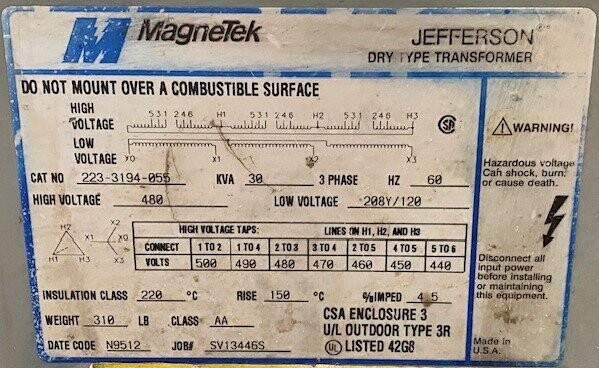 M MagneTek
JEFFERSON
DRY TYPE TRANSFORMER
DO NOT MOUNT OVER A COMBUSTIBLE SURFACE
HIGH VOLTAGE
531 246 H1 531 246 H2 531 246 H3
LOW VOLTAGE
X0 X1 X2 X3
CAT NO 223-3194-055 KVA 30 3 PHASE HZ 60
HIGH VOLTAGE 480 LOW VOLTAGE 208Y/120
H2 H1 H3 X1 X2 X0 X3
HIGH VOLTAGE TAPS: LINES ON H1, H2, AND H3
CONNECT 1 TO 2 1 TO 4 2 TO 3 3 TO 4 2 TO 5 4 TO 5 5 TO 6
VOLTS 500 490 480 470 460 450 440
INSULATION CLASS 220 °C RISE 150 °C %IMPED 4.5
WEIGHT 310 LB CLASS AA
CSA ENCLOSURE 3
U/L OUTDOOR TYPE 3R
DATE CODE N9512 JOB# SV13446S
UL LISTED 42G8
SA
WARNING!
Hazardous voltage
Can shock, burn,
or cause death.
Disconnect all
input power
before installing
or maintaining
this equipment.
Made in
U.S.A.